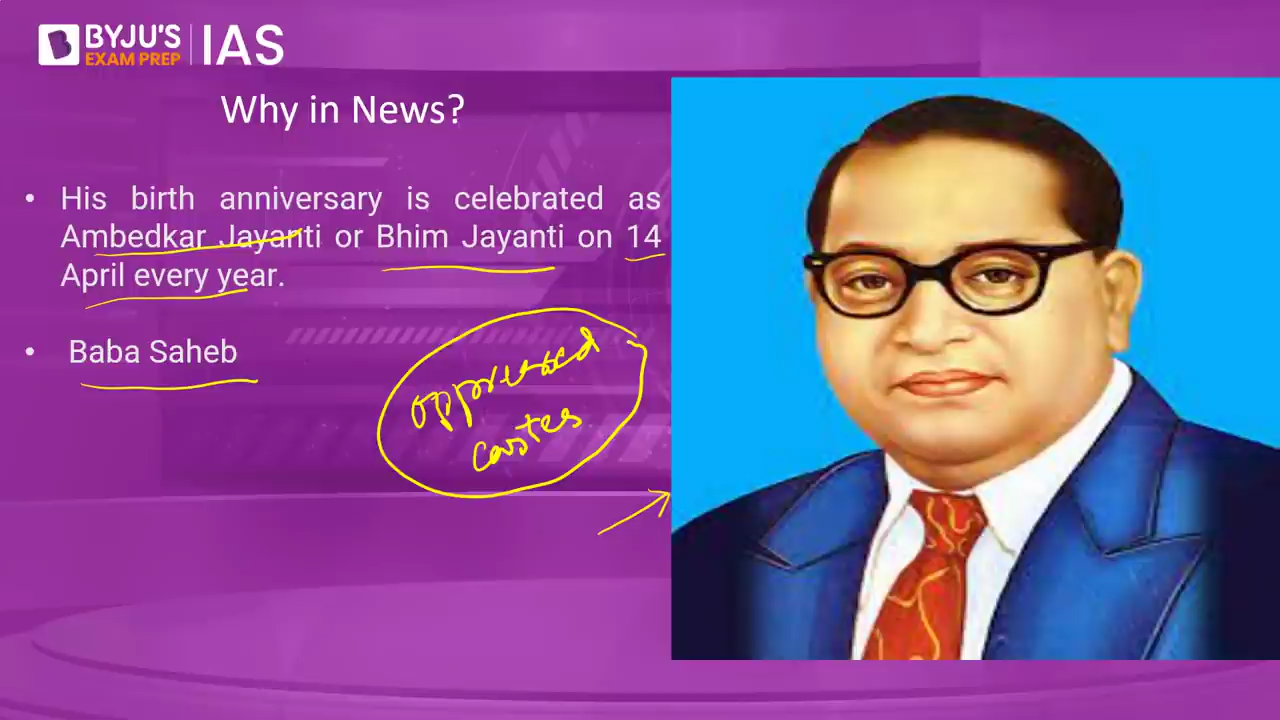 BYJU'S
EXAM PREP
IAS
Why in News?
• His birth anniversary is celebrated as
Ambedkar Jayanti or Bhim Jayanti on 14
April every year.
• Baba Saheb
oppressed
castes